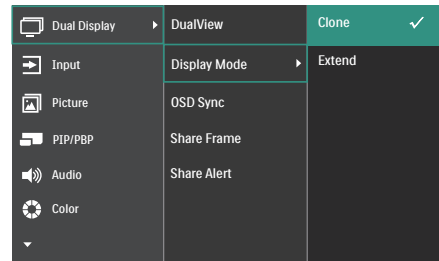 Dual Display
Input
Picture
PIP/PBP
Audio
Color
DualView
Display Mode
OSD Sync
Share Frame
Share Alert
Clone
Extend